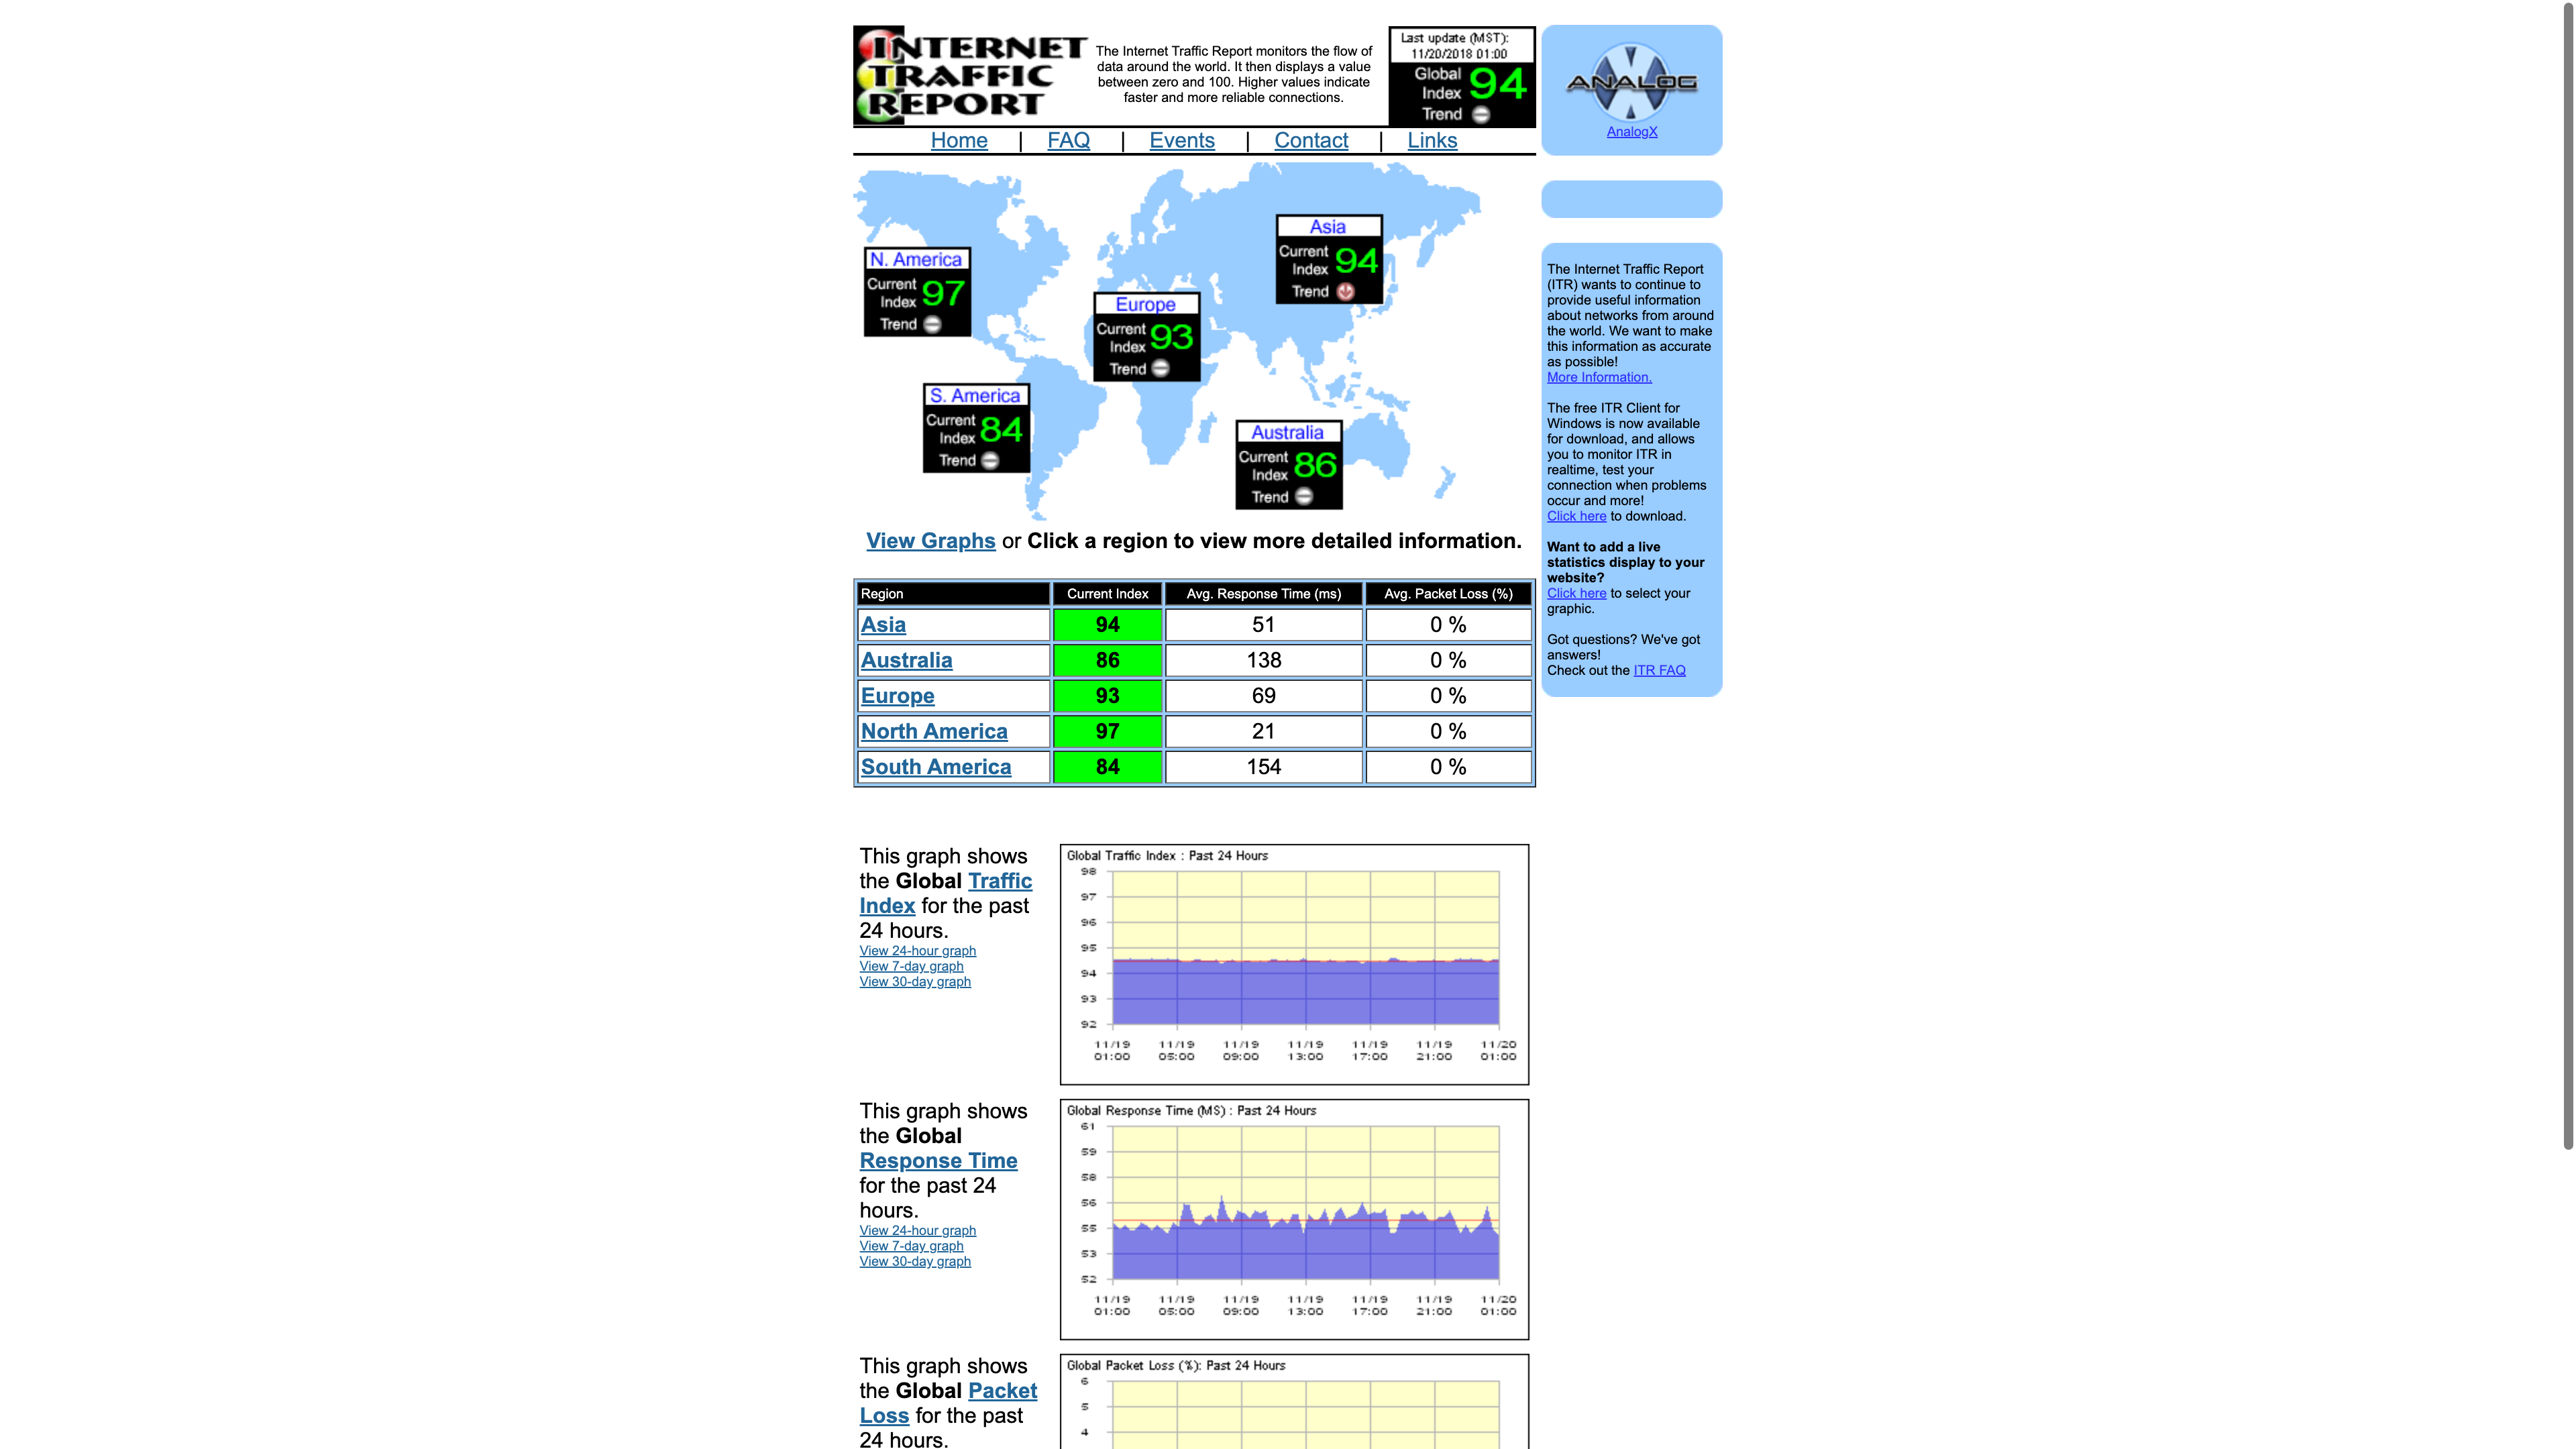 INTERNET
TRAFFIC
REPORT
The Internet Traffic Report monitors the flow of
data around the world. It then displays a value
between zero and 100. Higher values indicate
faster and more reliable connections.
Last update (MST):
11/20/2018 01:00
Global
Index 94
Trend
ANALOG
AnalogX
Home | FAQ | Events | Contact | Links
N. America
Current
Index 97
Trend
Asia
Current
Index 94
Trend
Europe
Current
Index 93
Trend
S. America
Current
Index 84
Trend
Australia
Current
Index 86
Trend
View Graphs or Click a region to view more detailed information.
Region Current Index Avg. Response Time (ms) Avg. Packet Loss (%)
Asia 94 51 0 %
Australia 86 138 0 %
Europe 93 69 0 %
North America 97 21 0 %
South America 84 154 0 %
The Internet Traffic Report
(ITR) wants to continue to
provide useful information
about networks from around
the world. We want to make
this information as accurate
as possible!
More Information.
The free ITR Client for
Windows is now available
for download, and allows
you to monitor ITR in
realtime, test your
connection when problems
occur and more!
Click here to download.
Want to add a live
statistics display to your
website?
Click here to select your
graphic.
Got questions? We've got
answers!
Check out the ITR FAQ
This graph shows
the Global Traffic
Index for the past
24 hours.
View 24-hour graph
View 7-day graph
View 30-day graph
Global Traffic Index : Past 24 Hours
98
97
96
95
94
93
92
11/19 11/19 11/19 11/19 11/19 11/19 11/20
01:00 05:00 09:00 13:00 17:00 21:00 01:00
This graph shows
the Global
Response Time
for the past 24
hours.
View 24-hour graph
View 7-day graph
View 30-day graph
Global Response Time (MS) : Past 24 Hours
61
59
58
56
55
53
52
11/19 11/19 11/19 11/19 11/19 11/19 11/20
01:00 05:00 09:00 13:00 17:00 21:00 01:00
This graph shows
the Global Packet
Loss for the past
24 hours.
Global Packet Loss (%): Past 24 Hours
6
5
4